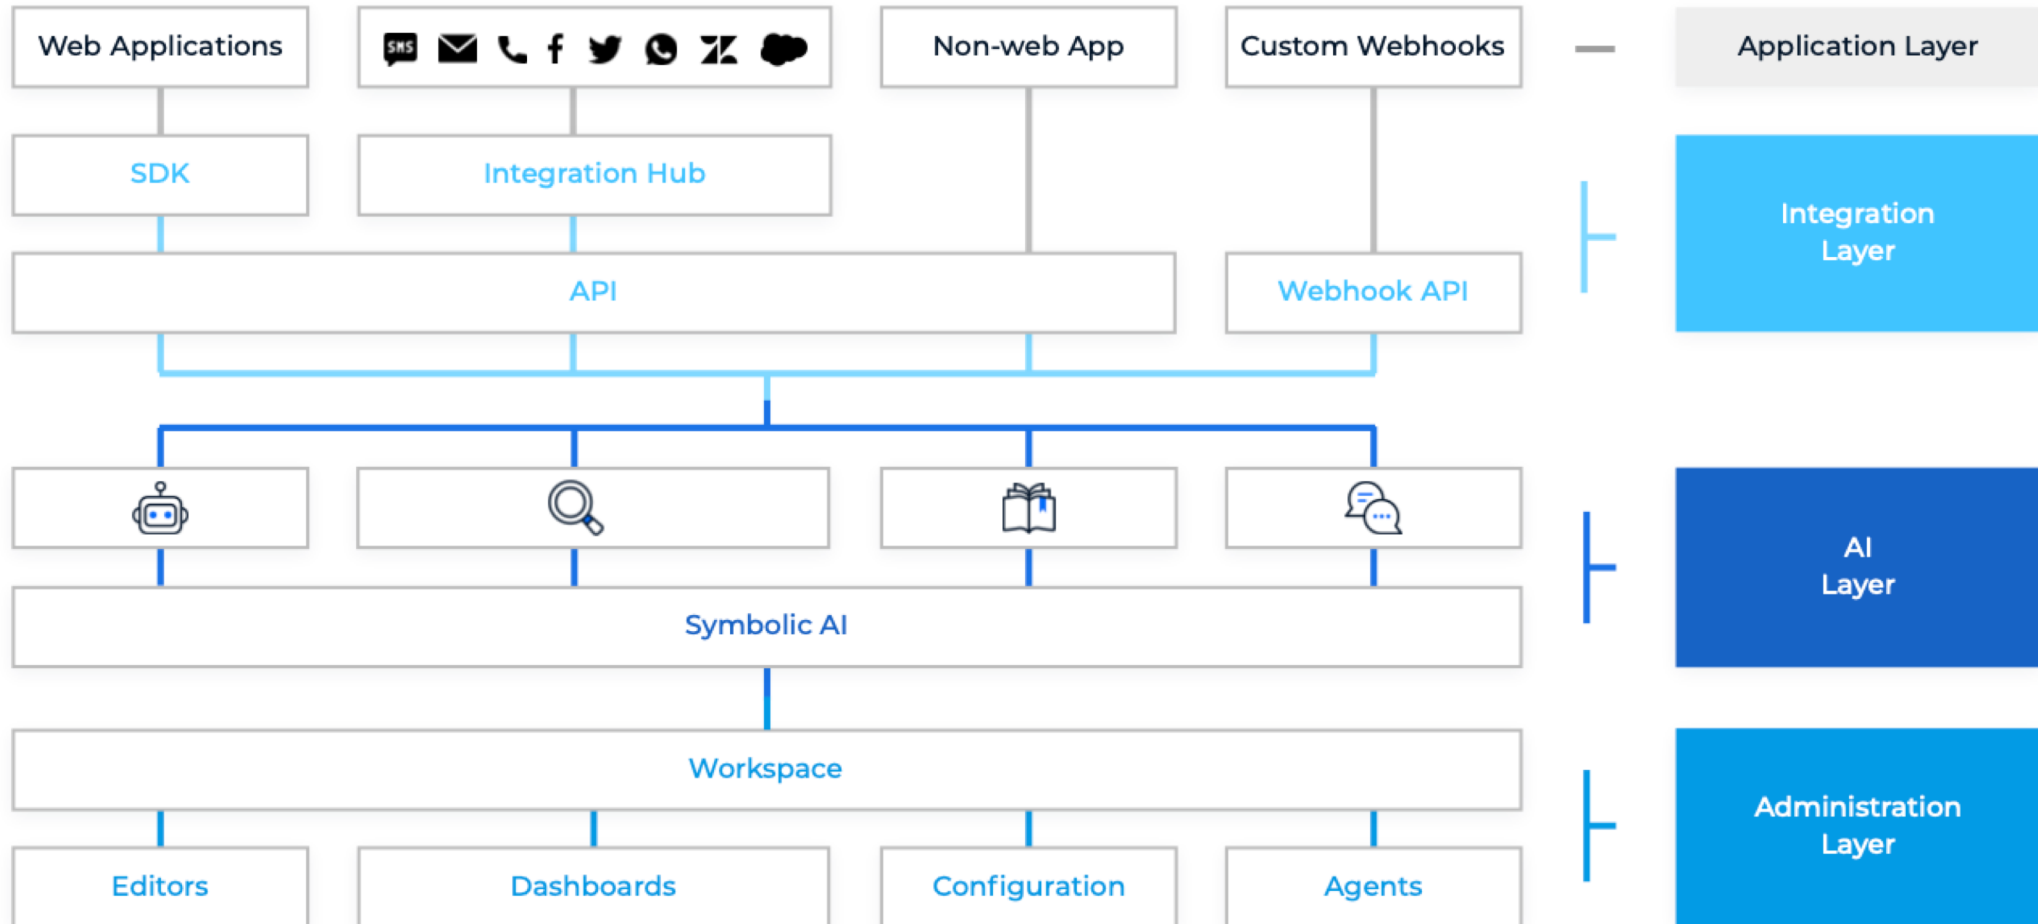 Web Applications
SMS
Non-web App
Custom Webhooks
Application Layer
SDK
Integration Hub
Integration
Layer
API
Webhook API
AI
Layer
Symbolic AI
Workspace
Administration
Layer
Editors
Dashboards
Configuration
Agents